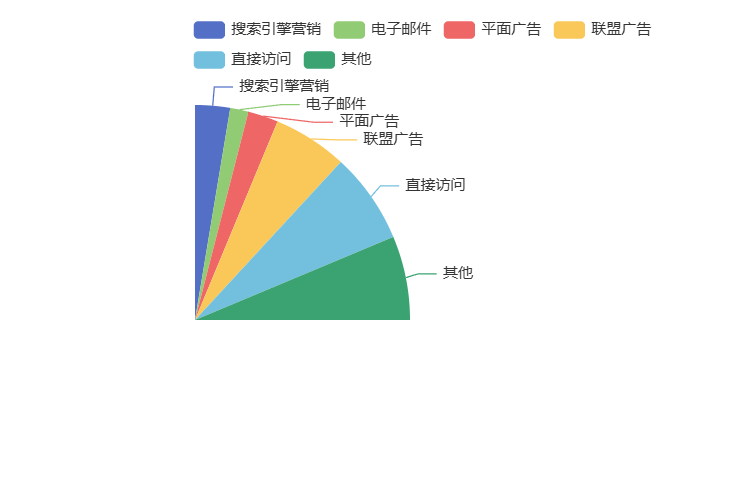 搜索引擎营销 电子邮件 平面广告 联盟广告
直接访问 其他
搜索引擎营销
电子邮件
平面广告
联盟广告
直接访问
其他